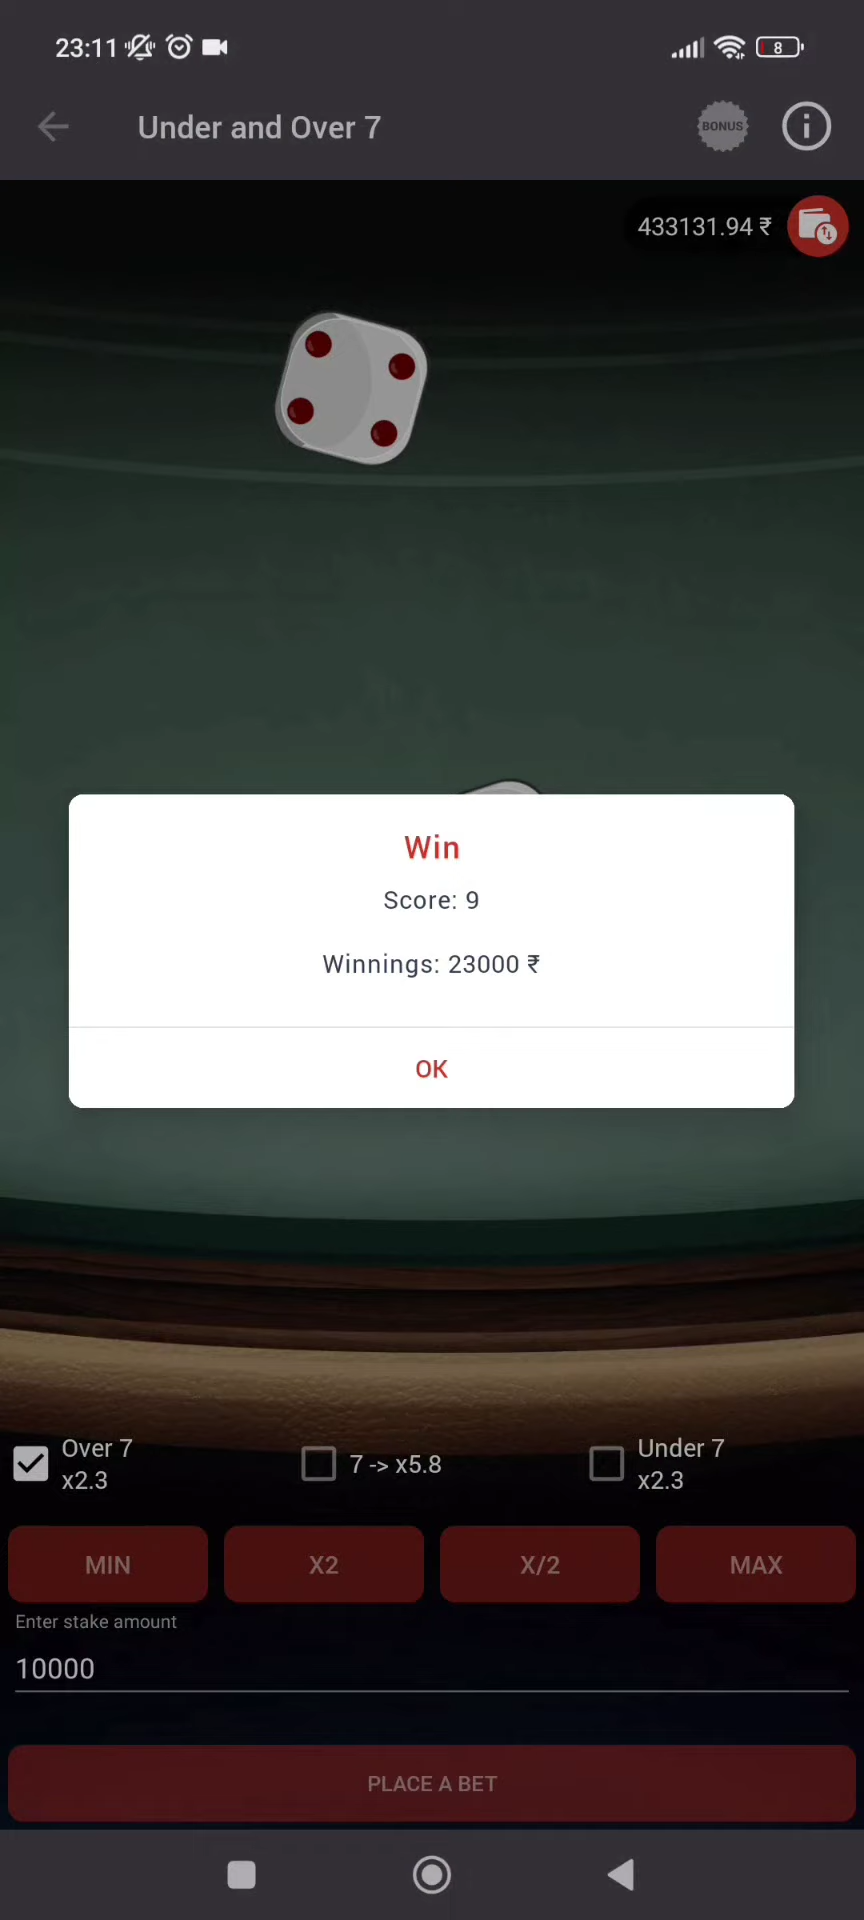 23:11
8
Under and Over 7
BONUS
433131.94 ₹
Win
Score: 9
Winnings: 23000 ₹
OK
Over 7
x2.3
7 -> x5.8
Under 7
x2.3
MIN
X2
X/2
MAX
Enter stake amount
10000
PLACE A BET